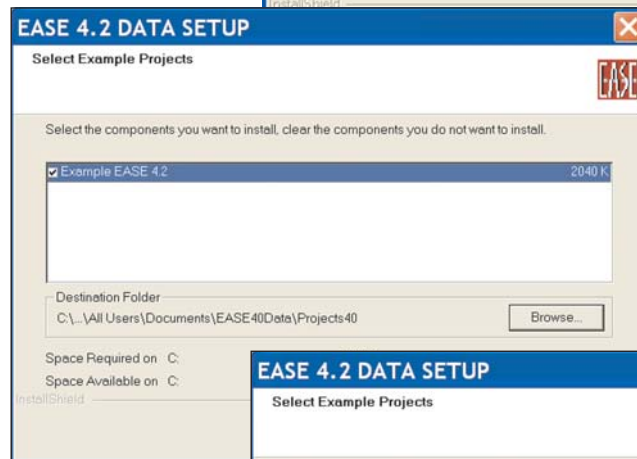 InstallShield
EASE 4.2 DATA SETUP
Select Example Projects
EASE
Select the components you want to install, clear the components you do not want to install.
Example EASE 4.2 2040 K
Destination Folder
C:\...\All Users\Documents\EASE40Data\Projects40
Browse...
Space Required on C:
Space Available on C:
InstallShield
EASE 4.2 DATA SETUP
Select Example Projects